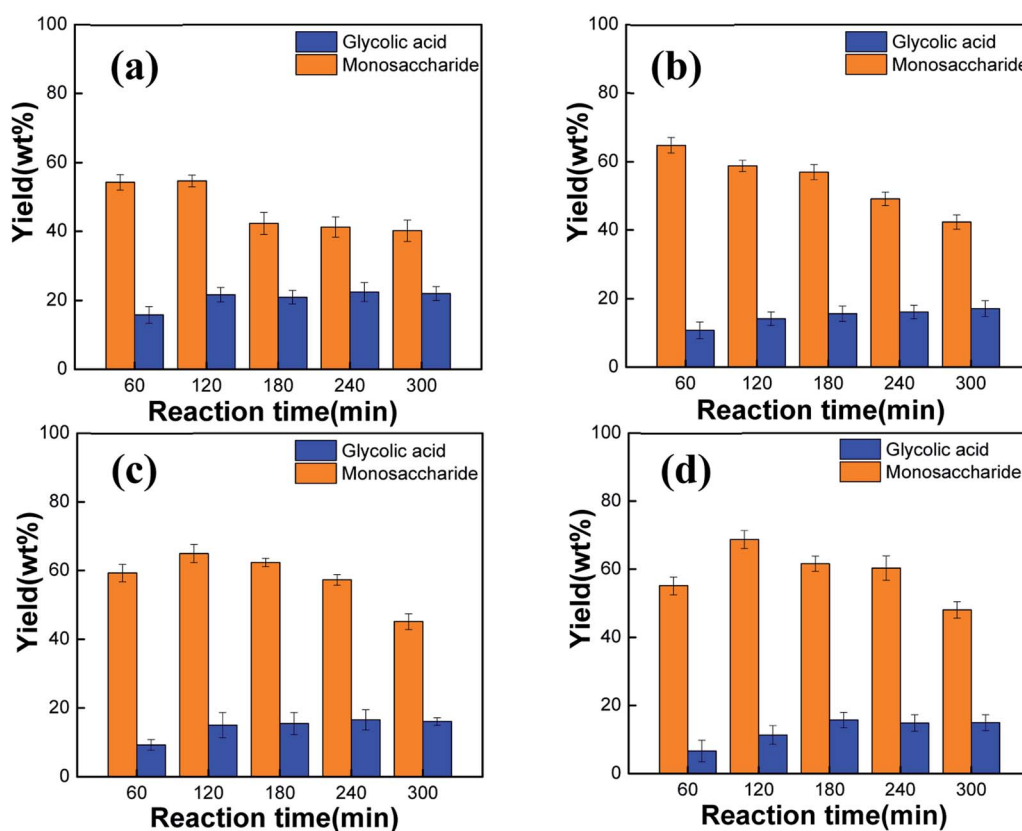 (a)
Glycolic acid
Monosaccharide
Yield(wt%)
100
80
60
40
20
0
60 120 180 240 300
Reaction time(min)
(b)
Glycolic acid
Monosaccharide
Yield(wt%)
100
80
60
40
20
0
60 120 180 240 300
Reaction time(min)
(c)
Glycolic acid
Monosaccharide
Yield(wt%)
100
80
60
40
20
0
60 120 180 240 300
Reaction time(min)
(d)
Glycolic acid
Monosaccharide
Yield(wt%)
100
80
60
40
20
0
60 120 180 240 300
Reaction time(min)